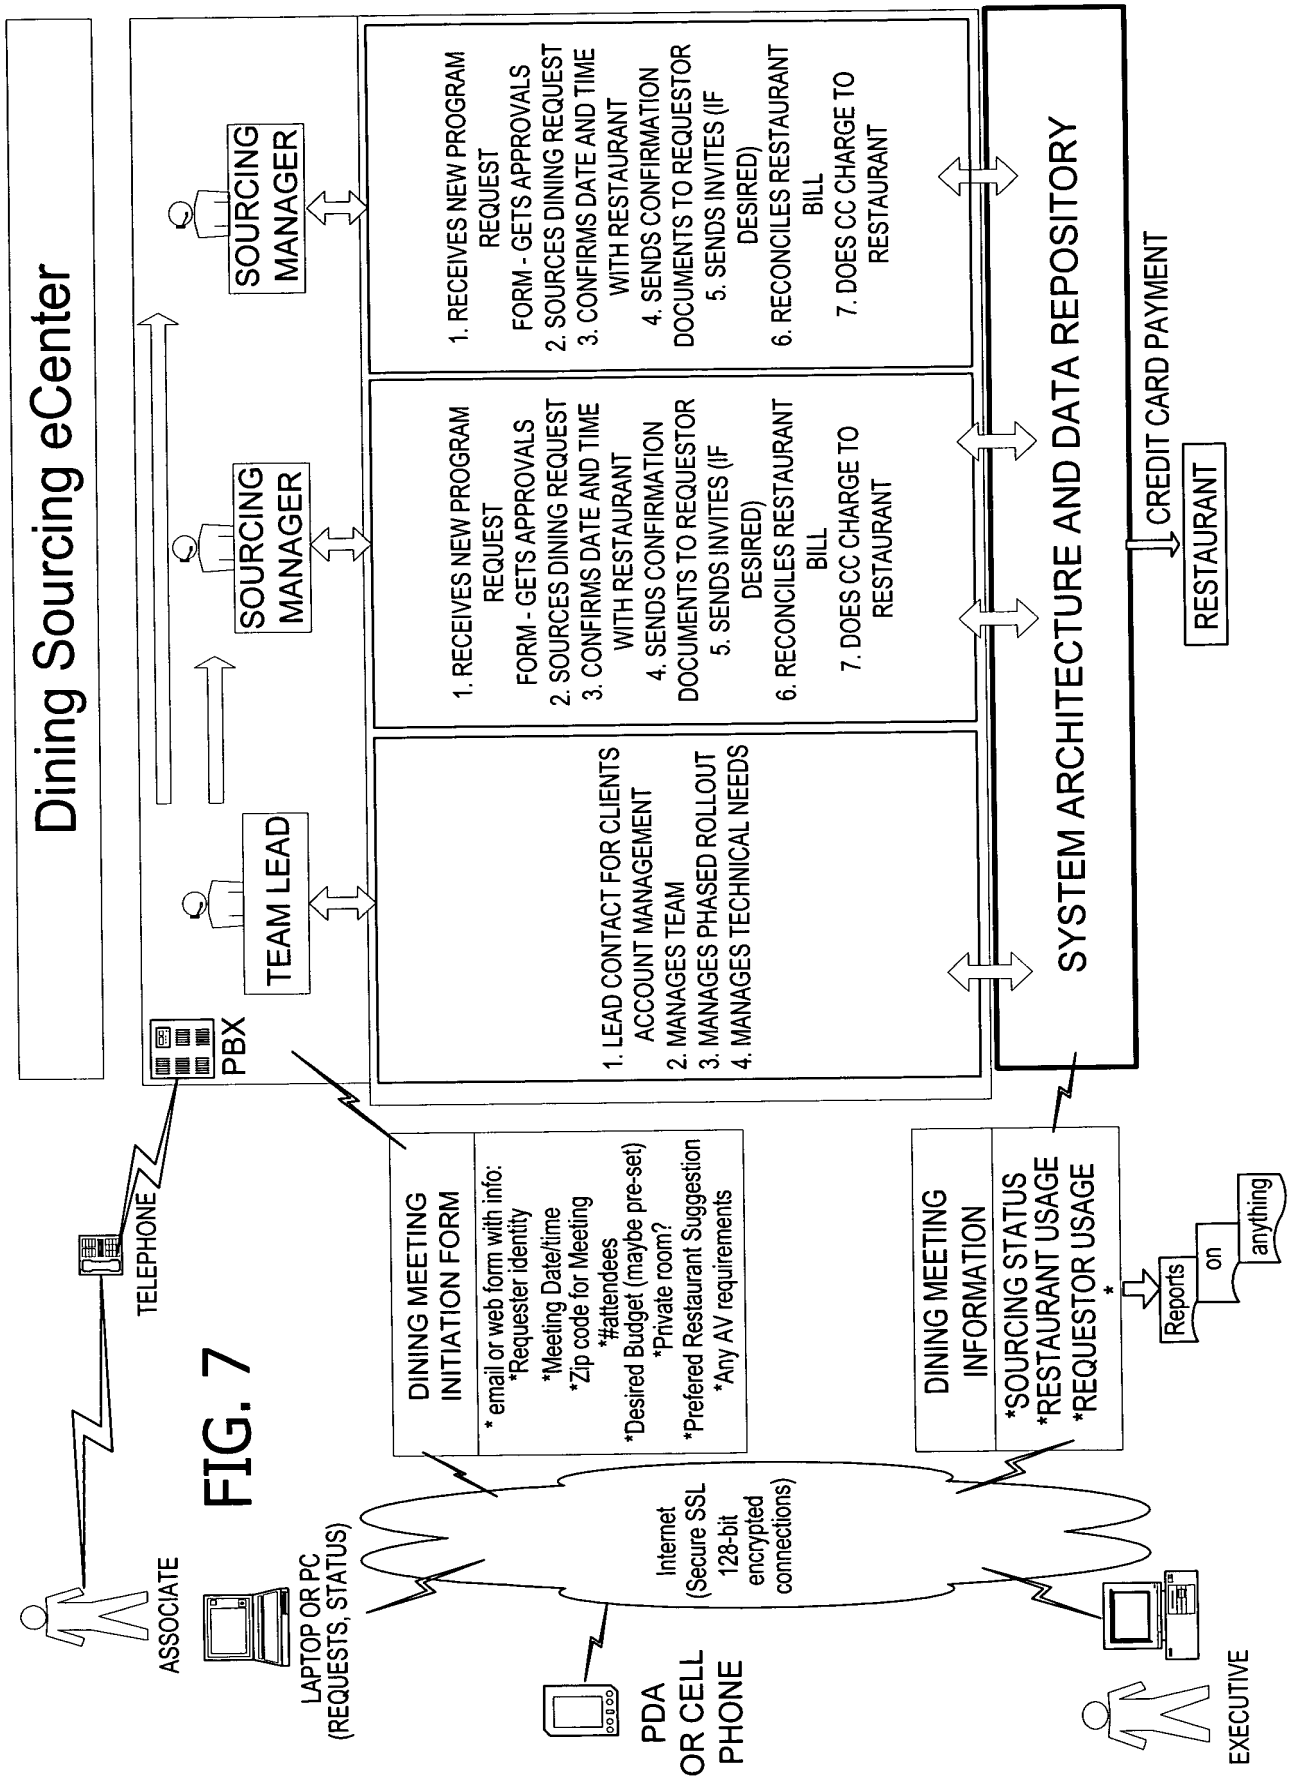 Dining Sourcing eCenter
ASSOCIATE
TELEPHONE
PBX
TEAM LEAD
SOURCING
MANAGER
SOURCING
MANAGER
FIG. 7
LAPTOP OR PC
(REQUESTS, STATUS)
PDA
OR CELL
PHONE
EXECUTIVE
Internet
(Secure SSL
128-bit
encrypted
connections)
DINING MEETING
INITIATION FORM
* email or web form with info:
*Requester identity
*Meeting Date/time
*Zip code for Meeting
*#attendees
*Desired Budget (maybe pre-set)
*Private room?
*Prefered Restaurant Suggestion
*Any AV requirements
DINING MEETING
INFORMATION
*SOURCING STATUS
*RESTAURANT USAGE
*REQUESTOR USAGE
*
Reports
on
anything
1. LEAD CONTACT FOR CLIENTS
ACCOUNT MANAGEMENT
2. MANAGES TEAM
3. MANAGES PHASED ROLLOUT
4. MANAGES TECHNICAL NEEDS
1. RECEIVES NEW PROGRAM
REQUEST
FORM - GETS APPROVALS
2. SOURCES DINING REQUEST
3. CONFIRMS DATE AND TIME
WITH RESTAURANT
4. SENDS CONFIRMATION
DOCUMENTS TO REQUESTOR
5. SENDS INVITES (IF
DESIRED)
6. RECONCILES RESTAURANT
BILL
7. DOES CC CHARGE TO
RESTAURANT
1. RECEIVES NEW PROGRAM
REQUEST
FORM - GETS APPROVALS
2. SOURCES DINING REQUEST
3. CONFIRMS DATE AND TIME
WITH RESTAURANT
4. SENDS CONFIRMATION
DOCUMENTS TO REQUESTOR
5. SENDS INVITES (IF
DESIRED)
6. RECONCILES RESTAURANT
BILL
7. DOES CC CHARGE TO
RESTAURANT
SYSTEM ARCHITECTURE AND DATA REPOSITORY
CREDIT CARD PAYMENT
RESTAURANT